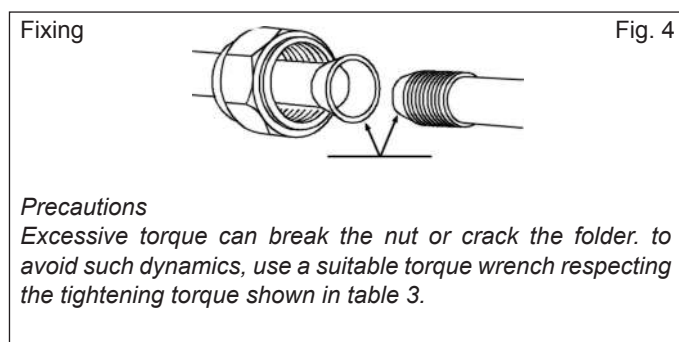 Fixing
Fig. 4
Precautions
Excessive torque can break the nut or crack the folder. to
avoid such dynamics, use a suitable torque wrench respecting
the tightening torque shown in table 3.